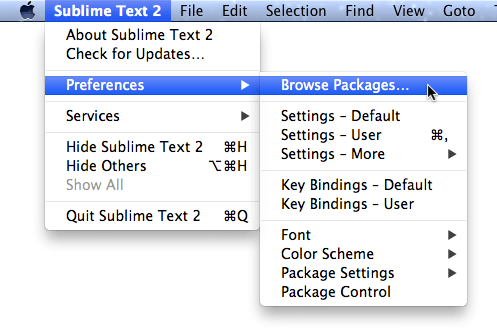 Sublime Text 2 File Edit Selection Find View Goto
About Sublime Text 2
Check for Updates...
Preferences
Services
Hide Sublime Text 2 ⌘H
Hide Others ⌥⌘H
Show All
Quit Sublime Text 2 ⌘Q
Browse Packages...
Settings – Default
Settings – User ⌘,
Settings – More
Key Bindings – Default
Key Bindings – User
Font
Color Scheme
Package Settings
Package Control